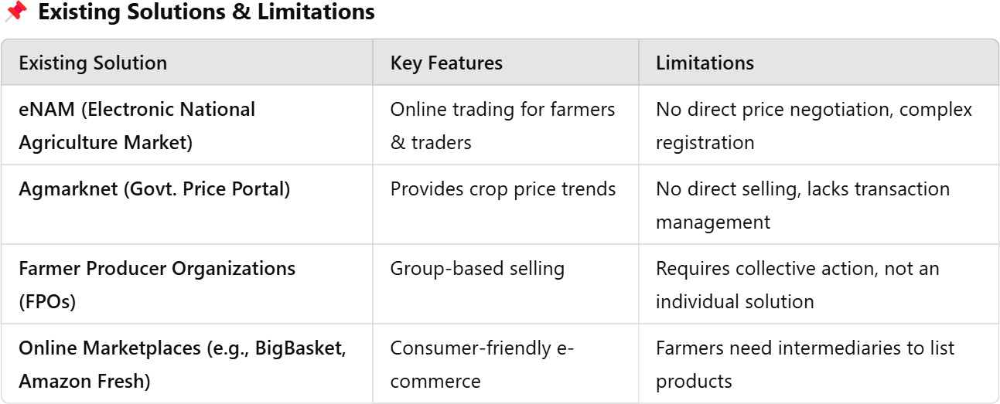 📌 Existing Solutions & Limitations
Existing Solution
Key Features
Limitations
eNAM (Electronic National
Agriculture Market)
Online trading for farmers
& traders
No direct price negotiation, complex
registration
Agmarknet (Govt. Price Portal)
Provides crop price trends
No direct selling, lacks transaction
management
Farmer Producer Organizations
(FPOs)
Group-based selling
Requires collective action, not an
individual solution
Online Marketplaces (e.g., BigBasket,
Amazon Fresh)
Consumer-friendly e-
commerce
Farmers need intermediaries to list
products